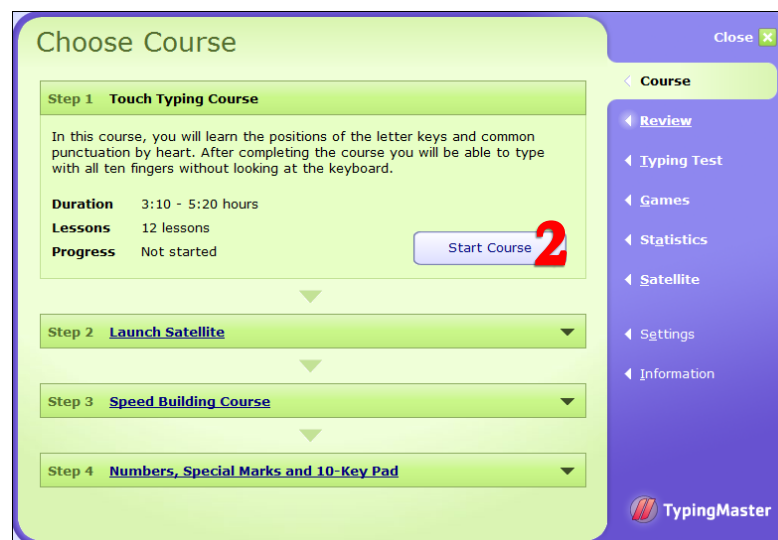 Choose Course
Close
Step 1 Touch Typing Course
In this course, you will learn the positions of the letter keys and common
punctuation by heart. After completing the course you will be able to type
with all ten fingers without looking at the keyboard.
Duration 3:10 - 5:20 hours
Lessons 12 lessons
Progress Not started
Start Course 2
Step 2 Launch Satellite
Step 3 Speed Building Course
Step 4 Numbers, Special Marks and 10-Key Pad
Course
Review
Typing Test
Games
Statistics
Satellite
Settings
Information
TypingMaster